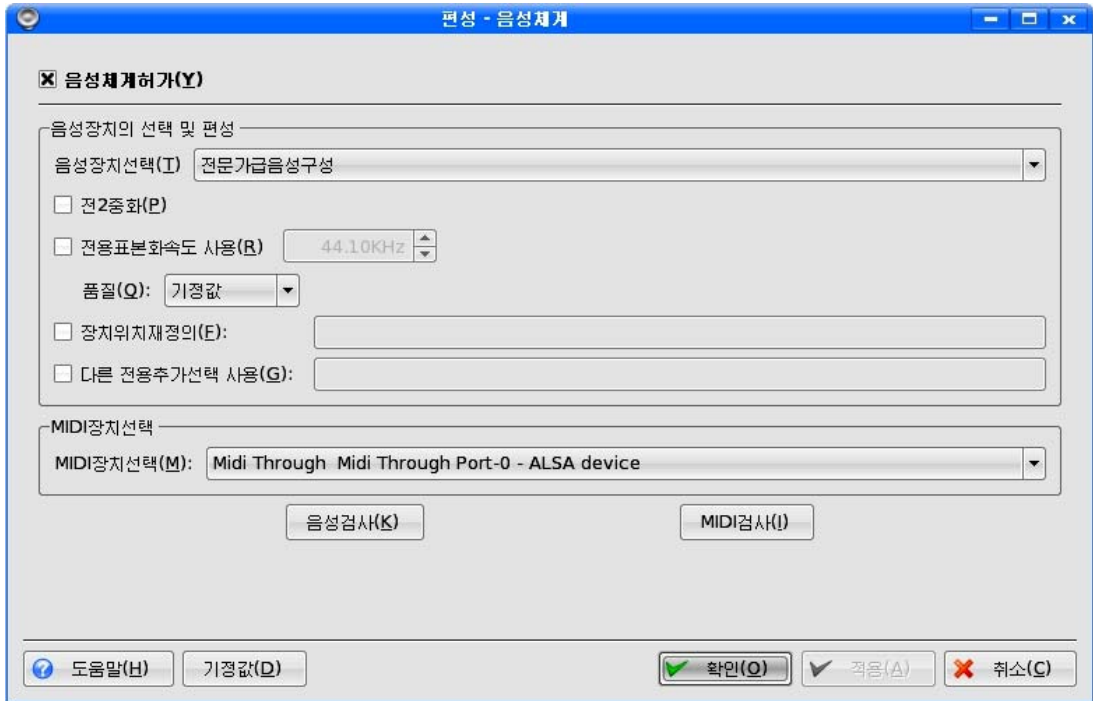 편성 - 음성체계
음성체계허가(Y)
음성장치의 선택 및 편성
음성장치선택(T) 전문가급음성구성
전2중화(P)
전용표본화속도 사용(R) 44.10KHz
품질(Q): 기정값
장치위치재정의(F):
다른 전용추가선택 사용(G):
MIDI장치선택
MIDI장치선택(M): Midi Through Midi Through Port-0 - ALSA device
음성검사(K) MIDI검사(I)
도움말(H) 기정값(D) 확인(O) 적용(A) 취소(C)